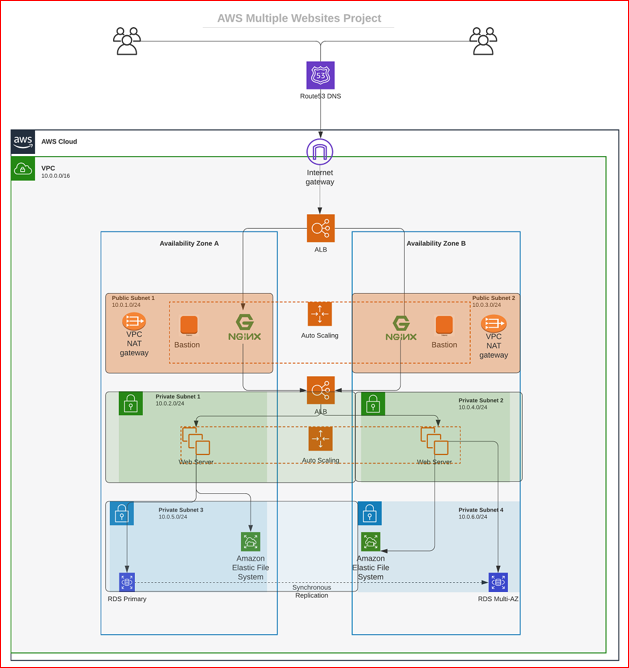 AWS Multiple Websites Project
53
Route53 DNS
aws
AWS Cloud
VPC
10.0.0.0/16
Internet
gateway
ALB
Availability Zone A
Availability Zone B
Public Subnet 1
10.0.1.0/24
Public Subnet 2
10.0.3.0/24
VPC
NAT
gateway
Bastion
NGINX
Auto Scaling
NGINX
Bastion
VPC
NAT
gateway
ALB
Private Subnet 1
10.0.2.0/24
Private Subnet 2
10.0.4.0/24
Web Server
Auto Scaling
Web Server
Private Subnet 3
10.0.5.0/24
Private Subnet 4
10.0.6.0/24
Amazon
Elastic File
System
Amazon
Elastic File
System
Synchronous
Replication
RDS Primary
RDS Multi-AZ